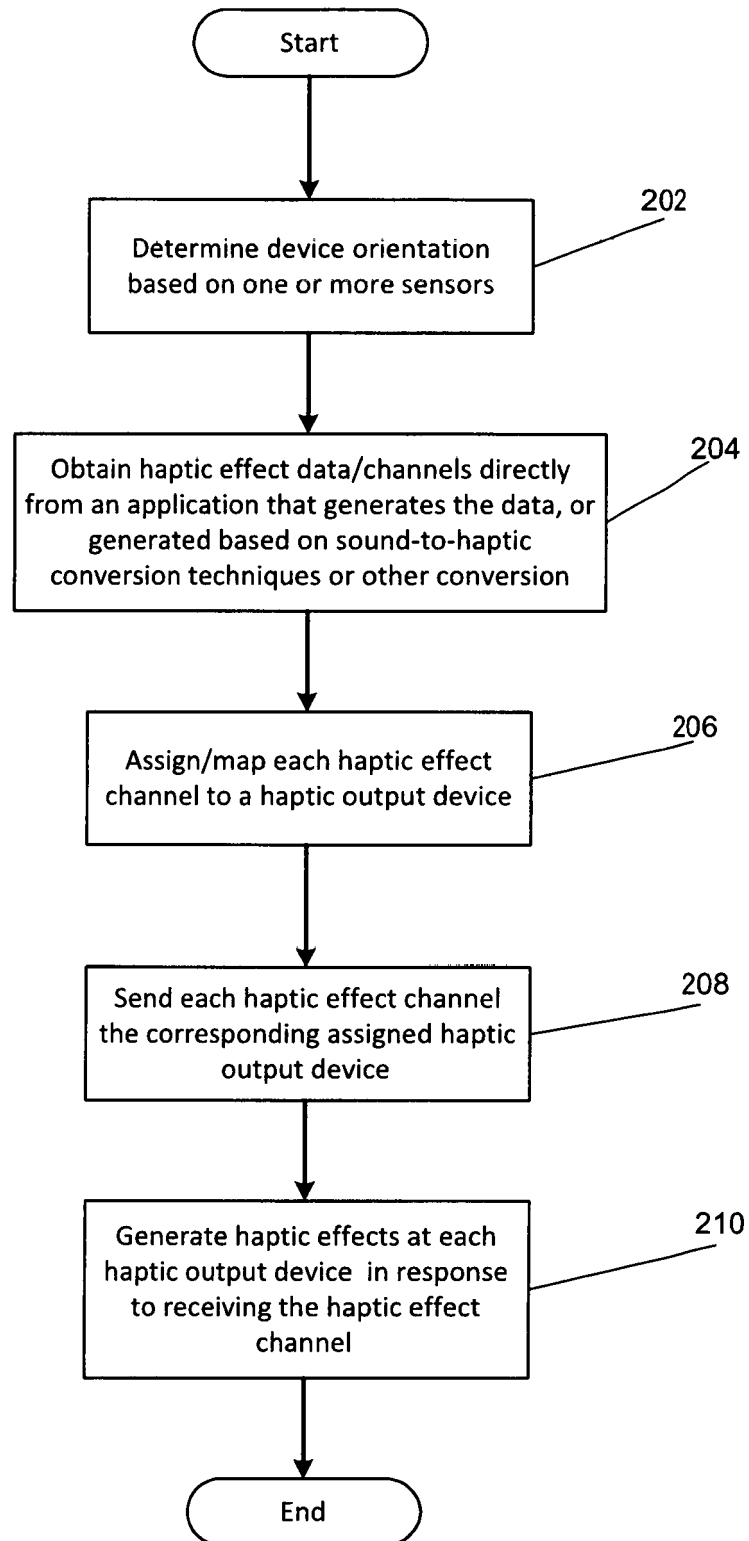 Start
202
Determine device orientation
based on one or more sensors
204
Obtain haptic effect data/channels directly
from an application that generates the data, or
generated based on sound-to-haptic
conversion techniques or other conversion
206
Assign/map each haptic effect
channel to a haptic output device
208
Send each haptic effect channel
the corresponding assigned haptic
output device
210
Generate haptic effects at each
haptic output device in response
to receiving the haptic effect
channel
End